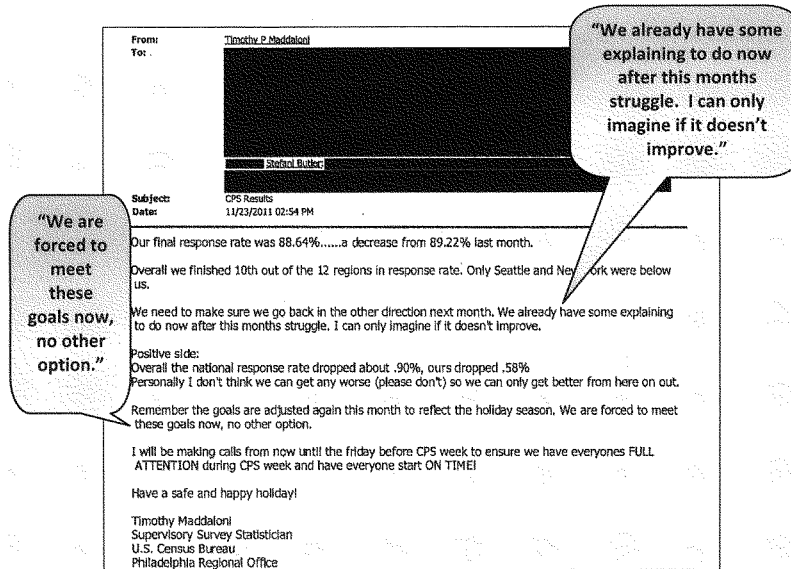 “We already have some
explaining to do now
after this months
struggle. I can only
imagine if it doesn’t
improve.”
From: Timothy P Maddaloni
To:
Stefani Butler;
Subject: CPS Results
Date: 11/23/2011 02:54 PM
“We are
forced to
meet
these
goals now,
no other
option.”
Our final response rate was 88.64%......a decrease from 89.22% last month.
Overall we finished 10th out of the 12 regions in response rate. Only Seattle and New York were below
us.
We need to make sure we go back in the other direction next month. We already have some explaining
to do now after this months struggle. I can only imagine if it doesn't improve.
Positive side:
Overall the national response rate dropped about .90%, ours dropped .58%
Personally I don't think we can get any worse (please don't) so we can only get better from here on out.
Remember the goals are adjusted again this month to reflect the holiday season. We are forced to meet
these goals now, no other option.
I will be making calls from now until the friday before CPS week to ensure we have everyones FULL
ATTENTION during CPS week and have everyone start ON TIME!
Have a safe and happy holiday!
Timothy Maddaloni
Supervisory Survey Statistician
U.S. Census Bureau
Philadelphia Regional Office